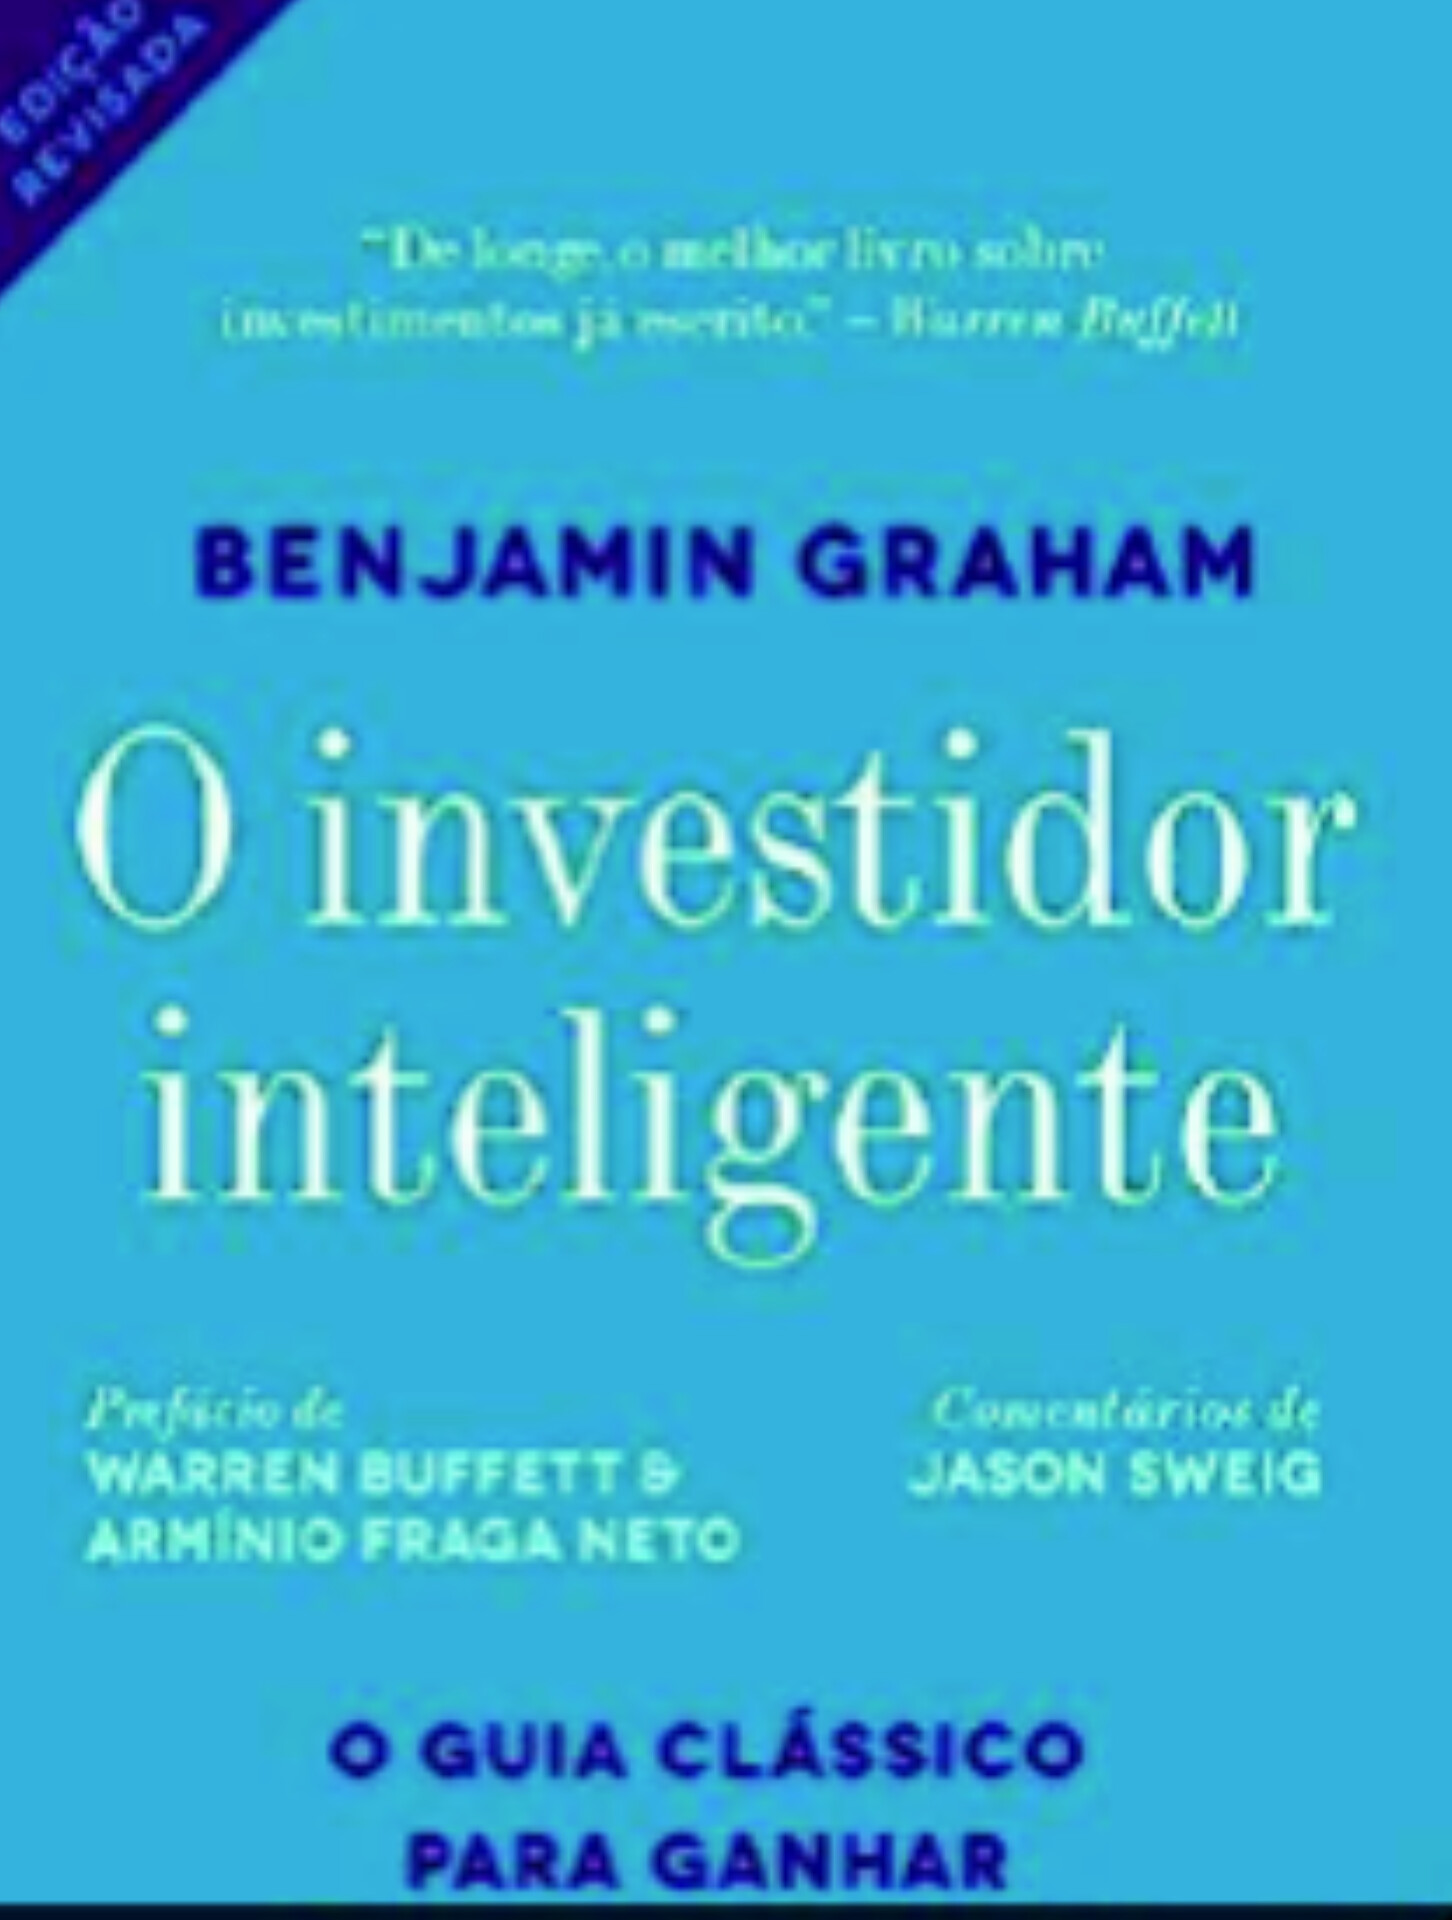 EDIÇÃO
REVISADA
"De longe, o melhor livro sobre
investimentos já escrito." – Warren Buffett
BENJAMIN GRAHAM
O investidor
inteligente
Prefácio de
WARREN BUFFETT &
ARMÍNIO FRAGA NETO
Comentários de
JASON SWEIG
O GUIA CLÁSSICO
PARA GANHAR